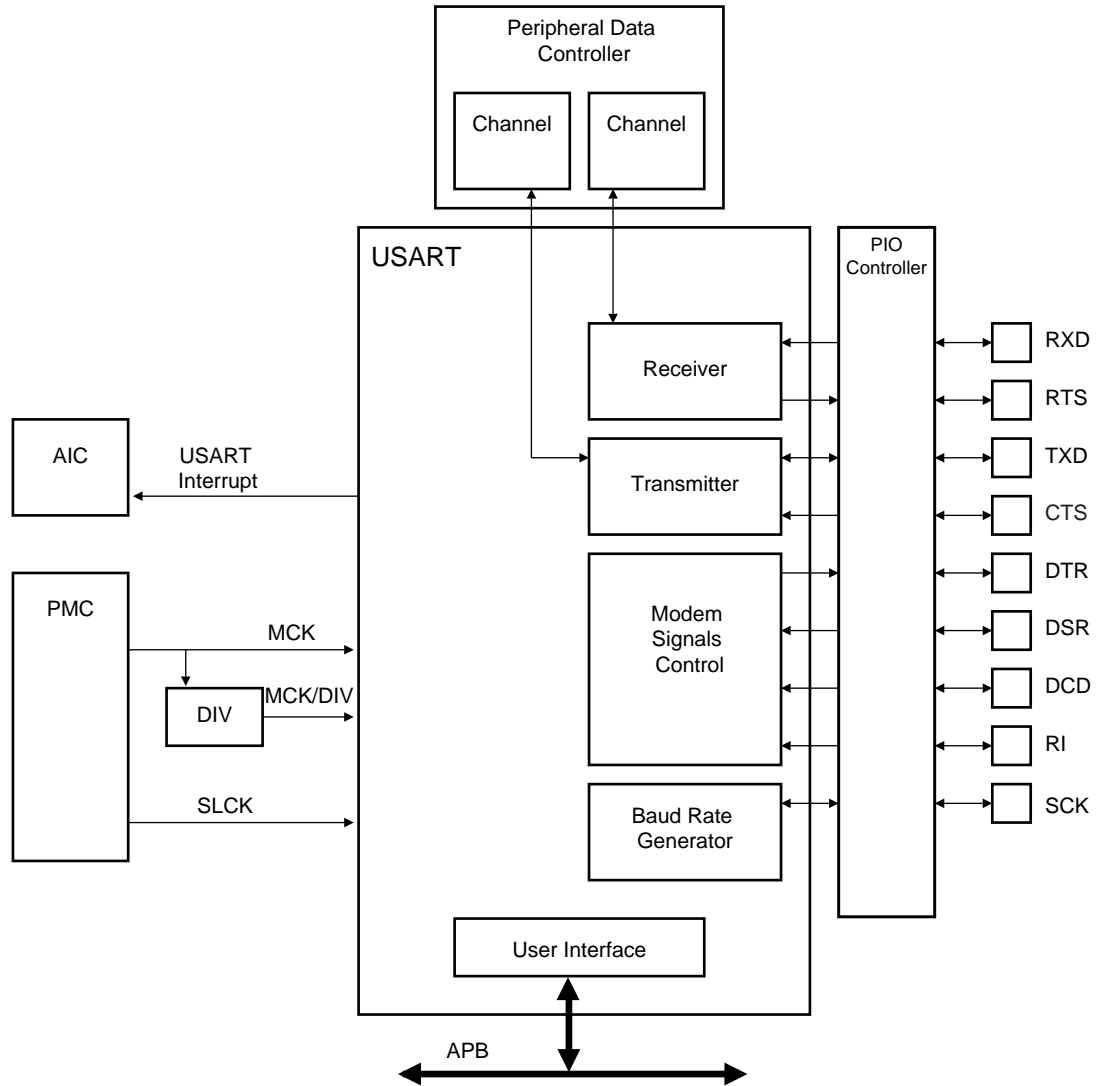 Peripheral Data
Controller
Channel
Channel
USART
PIO
Controller
Receiver
RXD
RTS
AIC
USART
Interrupt
Transmitter
TXD
CTS
PMC
MCK
DIV
MCK/DIV
SLCK
Modem
Signals
Control
DTR
DSR
DCD
RI
Baud Rate
Generator
SCK
User Interface
APB